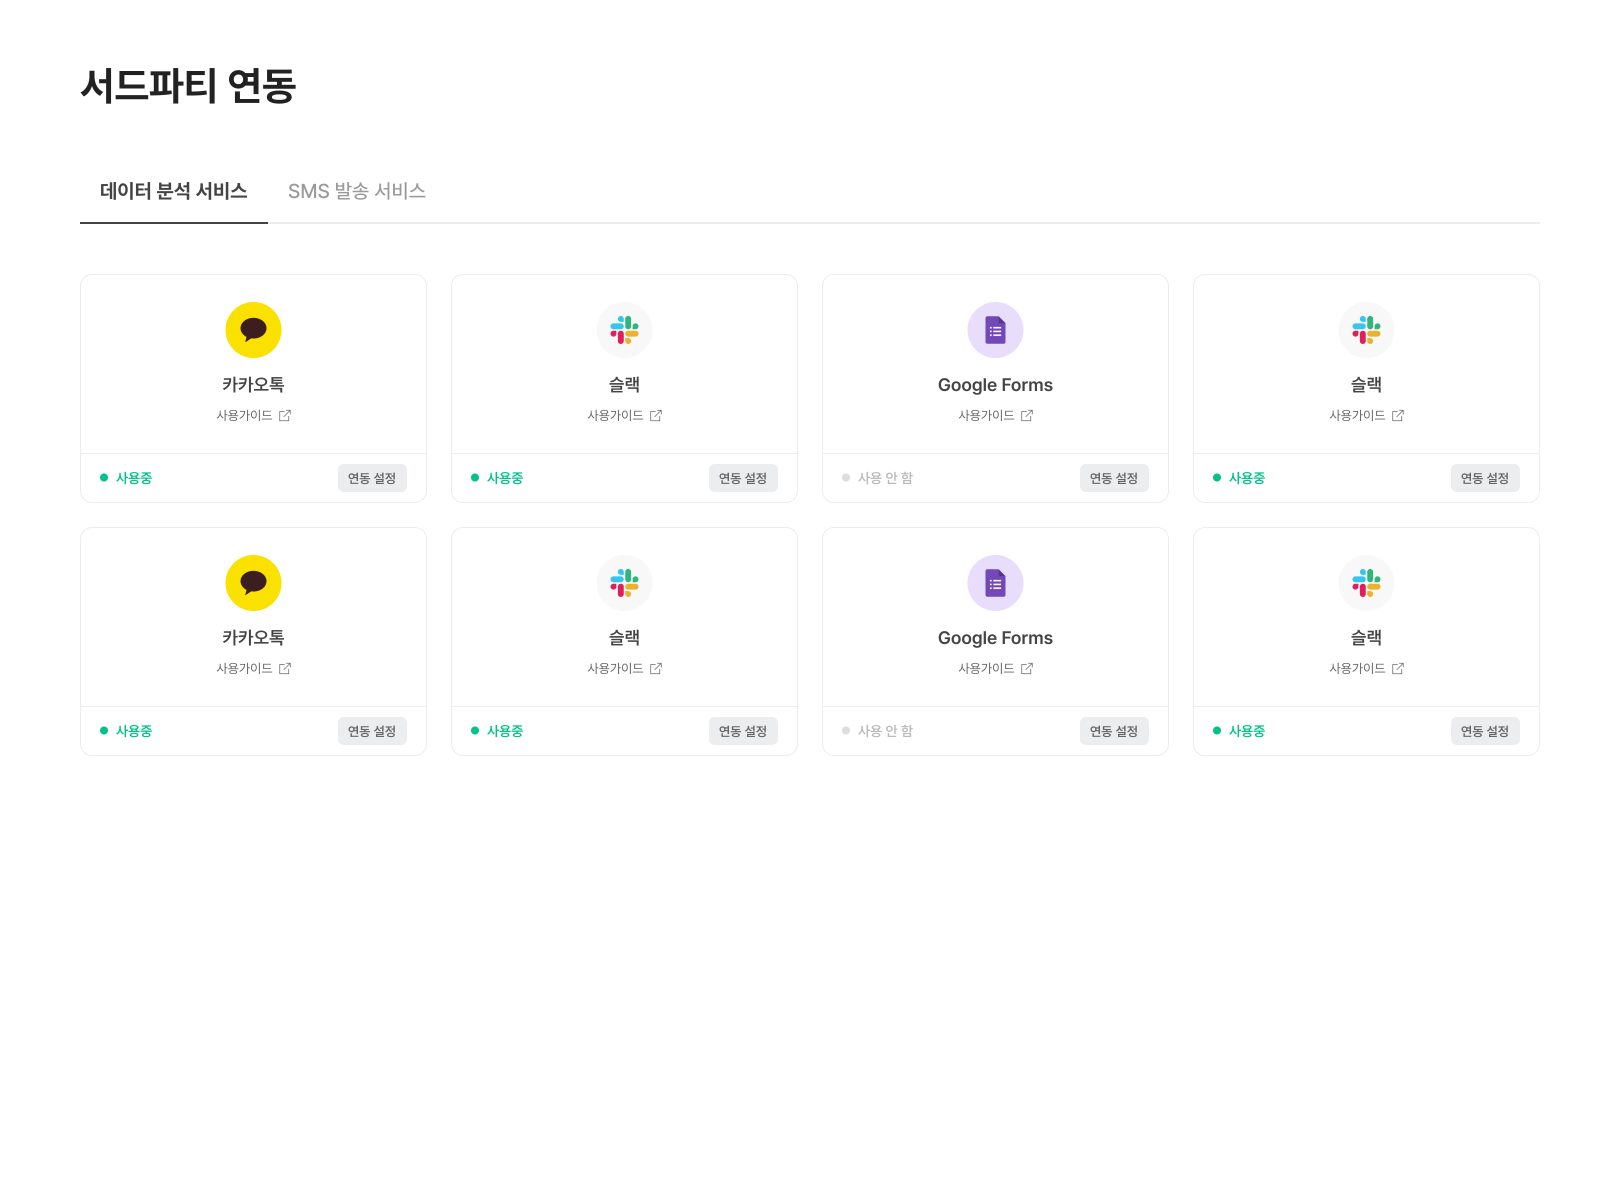 서드파티 연동
데이터 분석 서비스 SMS 발송 서비스
카카오톡 슬랙 Google Forms 슬랙
사용가이드 사용가이드 사용가이드 사용가이드
사용중 연동 설정 사용중 연동 설정 사용 안 함 연동 설정 사용중 연동 설정
카카오톡 슬랙 Google Forms 슬랙
사용가이드 사용가이드 사용가이드 사용가이드
사용중 연동 설정 사용중 연동 설정 사용 안 함 연동 설정 사용중 연동 설정